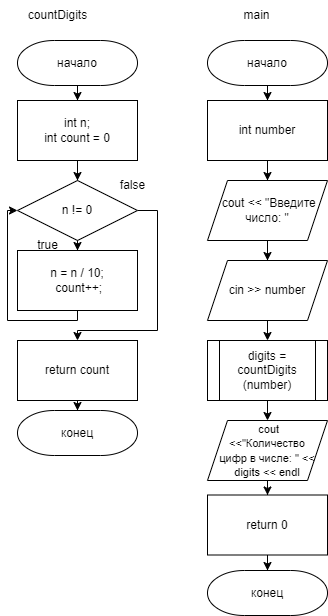 countDigits
начало
int n;
int count = 0
n != 0
false
true
n = n / 10;
count++;
return count
конец
main
начало
int number
cout << "Введите
число: "
cin >> number
digits =
countDigits
(number)
cout
<<"Количество
цифр в числе: " <<
digits << endl
return 0
конец